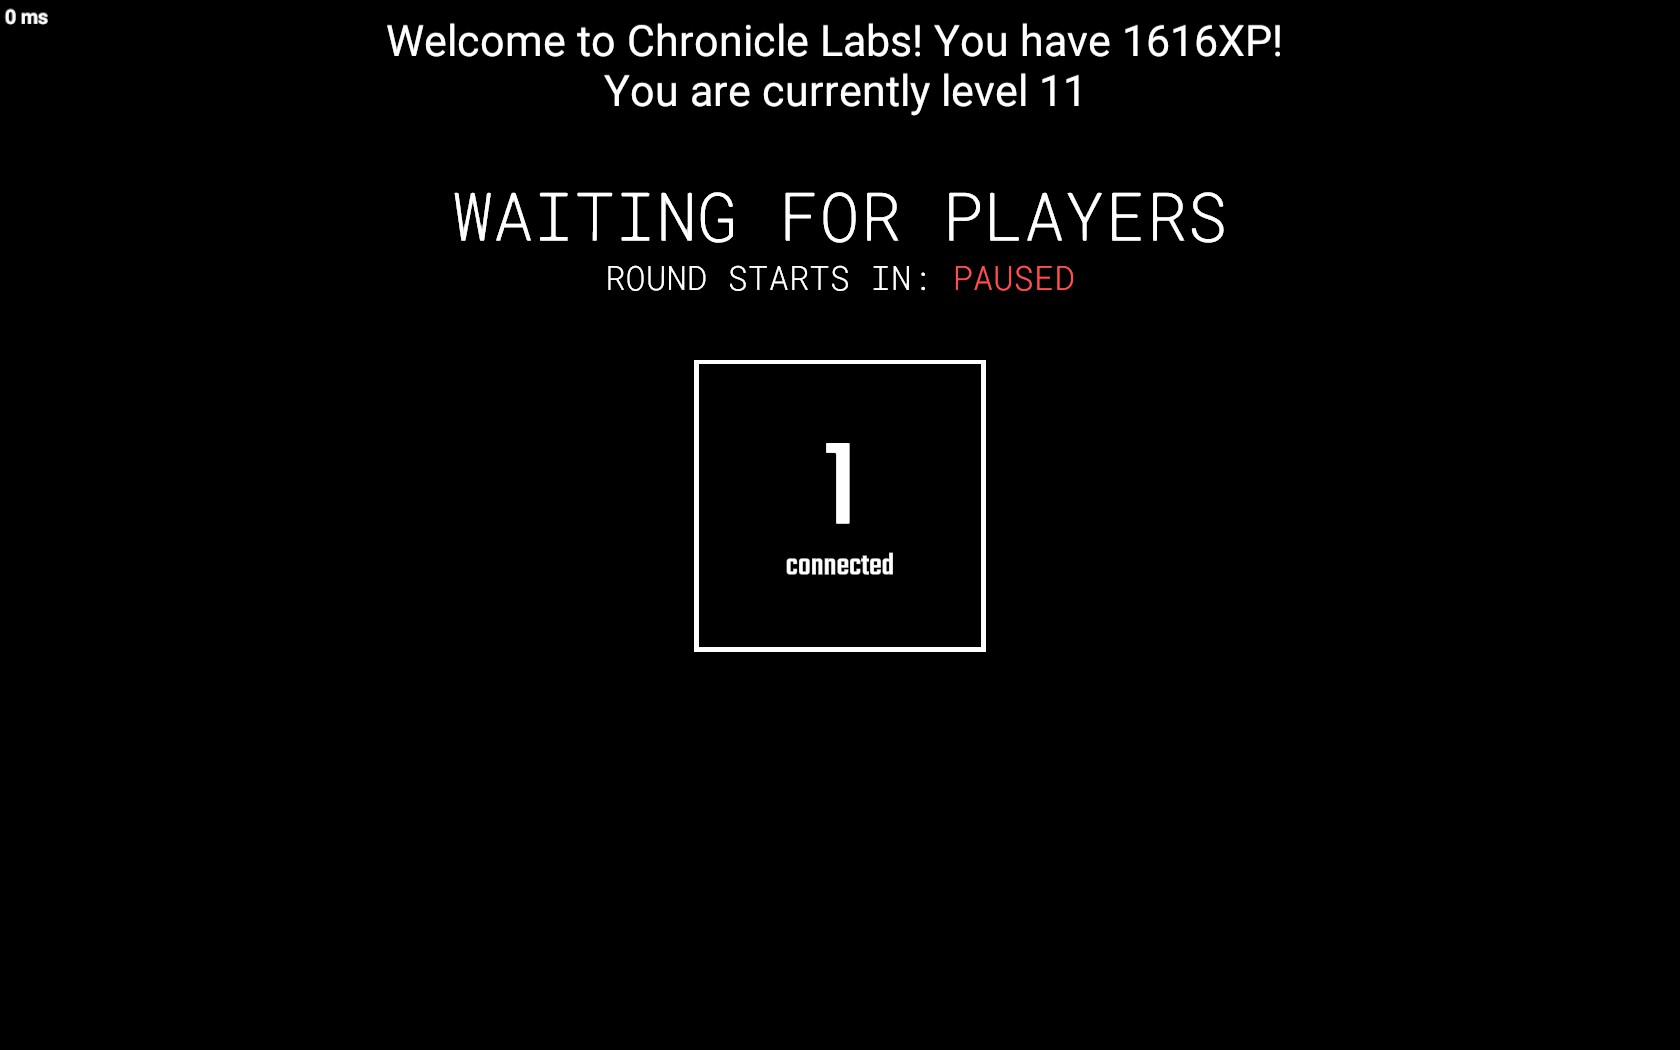 0 ms
Welcome to Chronicle Labs! You have 1616XP!
You are currently level 11
WAITING FOR PLAYERS
ROUND STARTS IN: PAUSED
1
connected